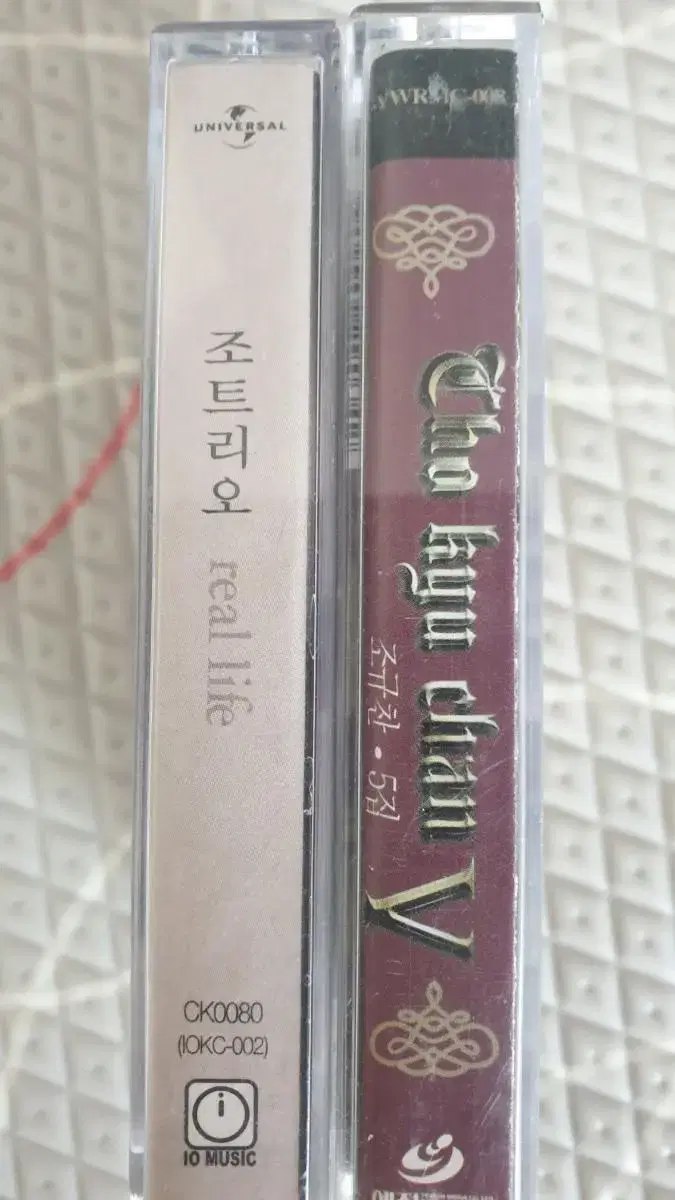 UNIVERSAL
조트리오 real life
CK0080
(IOKC-002)
IO MUSIC
Cho kyu chan V
조규찬 • 5집